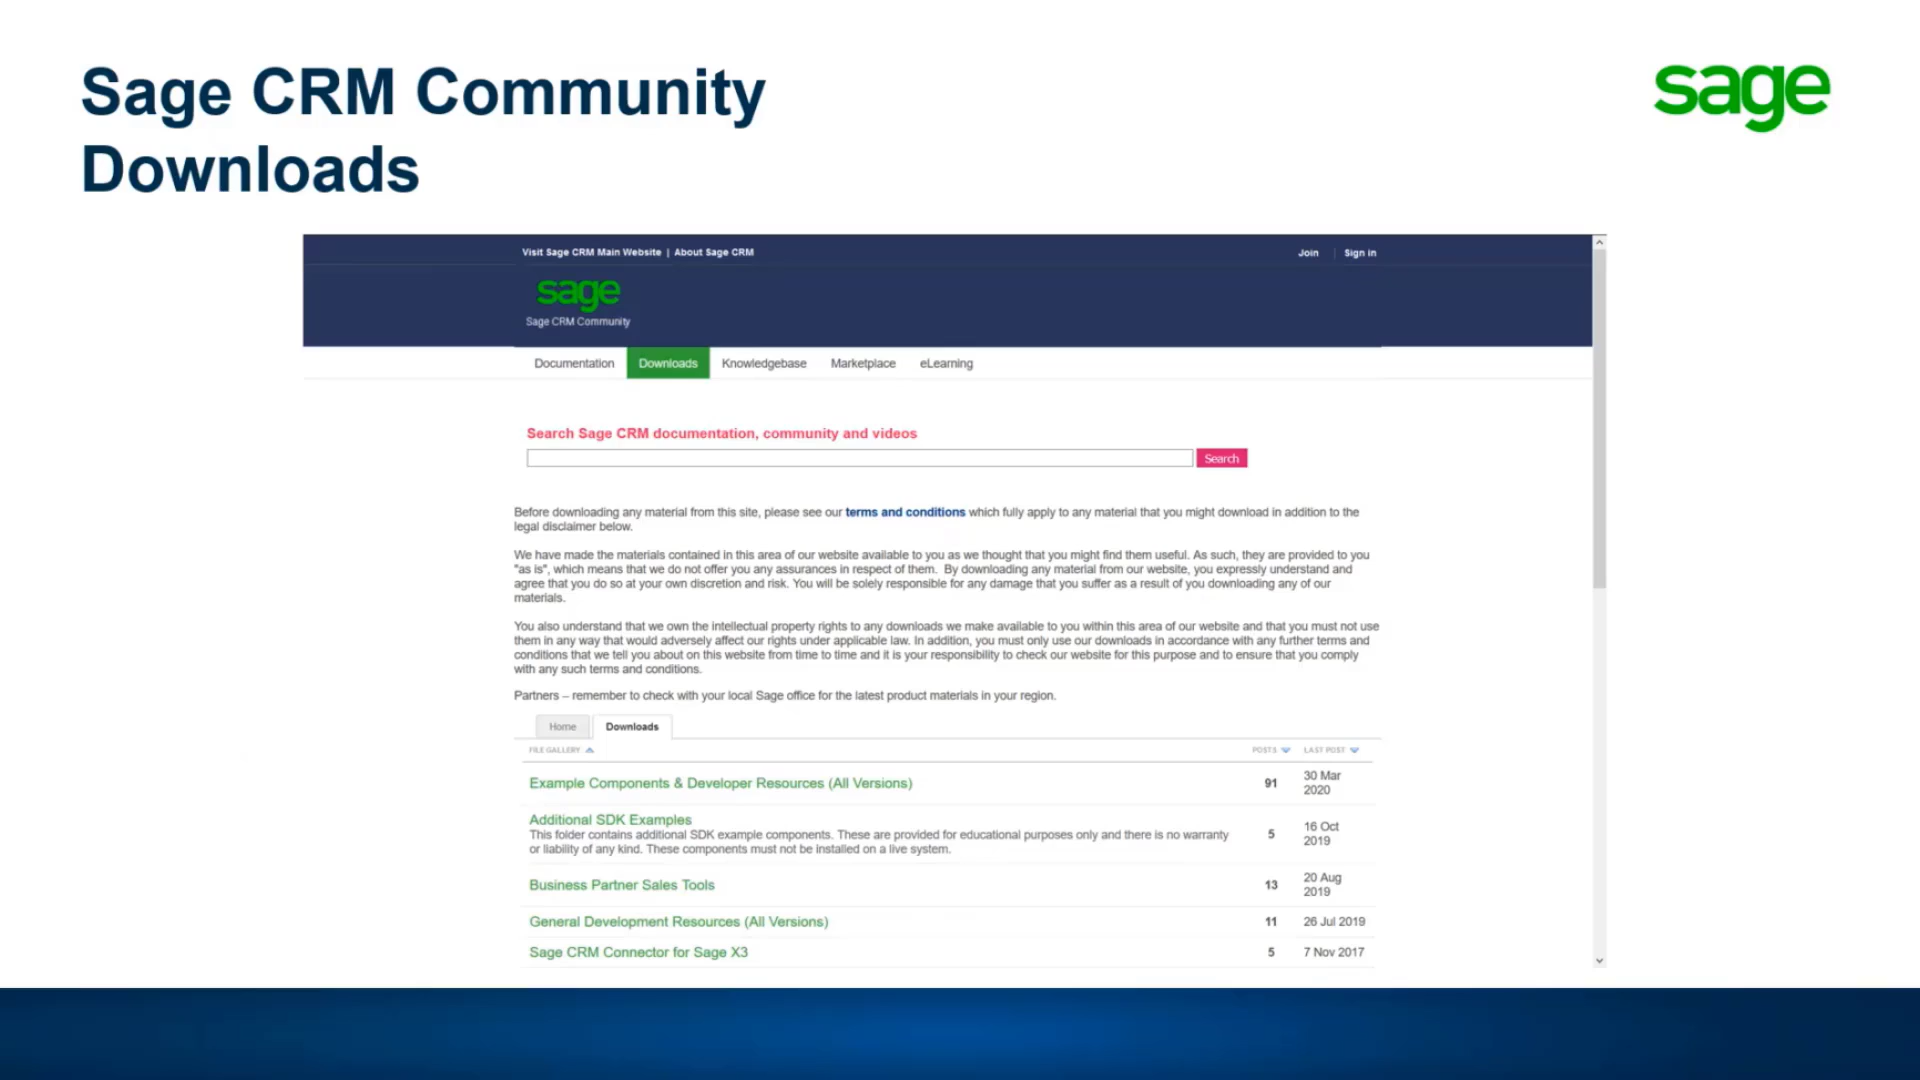 Sage CRM Community
Downloads
sage
Visit Sage CRM Main Website | About Sage CRM
Join | Sign in
sage
Sage CRM Community
Documentation Downloads Knowledgebase Marketplace eLearning
Search Sage CRM documentation, community and videos
Search
Before downloading any material from this site, please see our terms and conditions which fully apply to any material that you might download in addition to the
legal disclaimer below.
We have made the materials contained in this area of our website available to you as we thought that you might find them useful. As such, they are provided to you
"as is", which means that we do not offer you any assurances in respect of them. By downloading any material from our website, you expressly understand and
agree that you do so at your own discretion and risk. You will be solely responsible for any damage that you suffer as a result of you downloading any of our
materials.
You also understand that we own the intellectual property rights to any downloads we make available to you within this area of our website and that you must not use
them in any way that would adversely affect our rights under applicable law. In addition, you must only use our downloads in accordance with any further terms and
conditions that we tell you about on this website from time to time and it is your responsibility to check our website for this purpose and to ensure that you comply
with any such terms and conditions.
Partners – remember to check with your local Sage office for the latest product materials in your region.
Home Downloads
FILE GALLERY POSTS LAST POST
Example Components & Developer Resources (All Versions) 91 30 Mar
2020
Additional SDK Examples
This folder contains additional SDK example components. These are provided for educational purposes only and there is no warranty
or liability of any kind. These components must not be installed on a live system.
5 16 Oct
2019
Business Partner Sales Tools 13 20 Aug
2019
General Development Resources (All Versions) 11 26 Jul 2019
Sage CRM Connector for Sage X3 5 7 Nov 2017